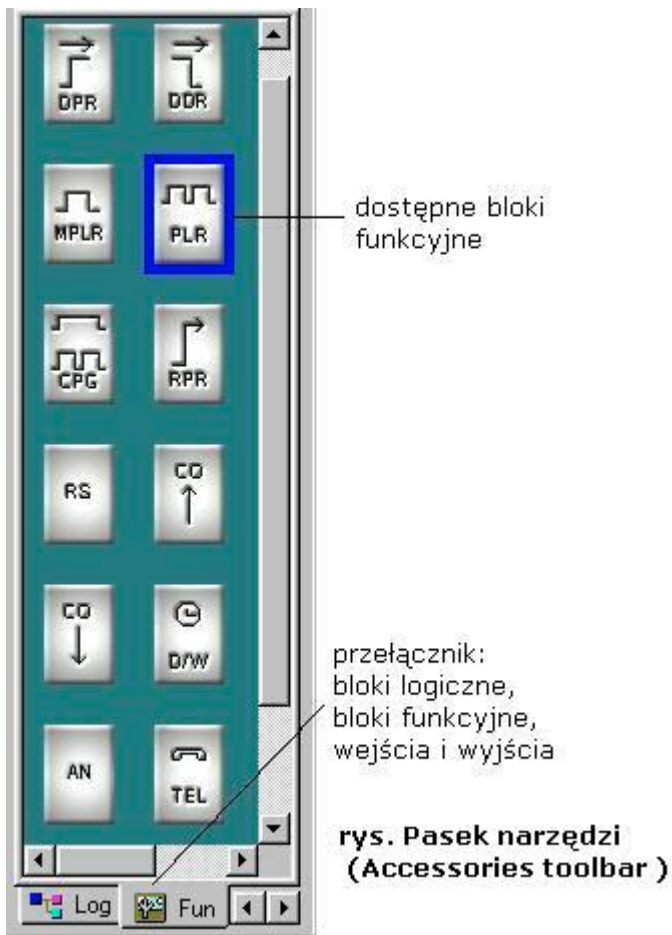 DPR DDR
MPLR PLR
dostępne bloki
funkcyjne
CPG RPR
RS CO
CO D/W
przełącznik:
bloki logiczne,
bloki funkcyjne,
wejścia i wyjścia
AN TEL
rys. Pasek narzędzi
(Accessories toolbar )
Log Fun